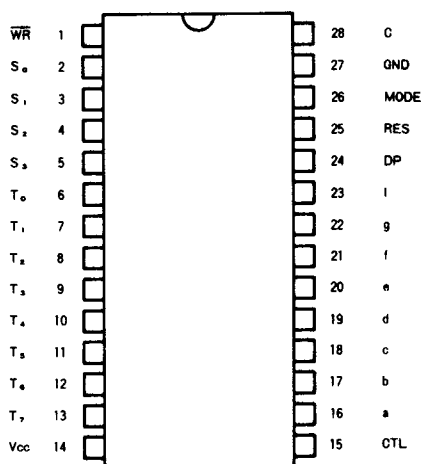 WR 1 28 C
S₀ 2 27 GND
S₁ 3 26 MODE
S₂ 4 25 RES
S₃ 5 24 DP
T₀ 6 23 I
T₁ 7 22 g
T₂ 8 21 f
T₃ 9 20 e
T₄ 10 19 d
T₅ 11 18 c
T₆ 12 17 b
T₇ 13 16 a
Vcc 14 15 CTL